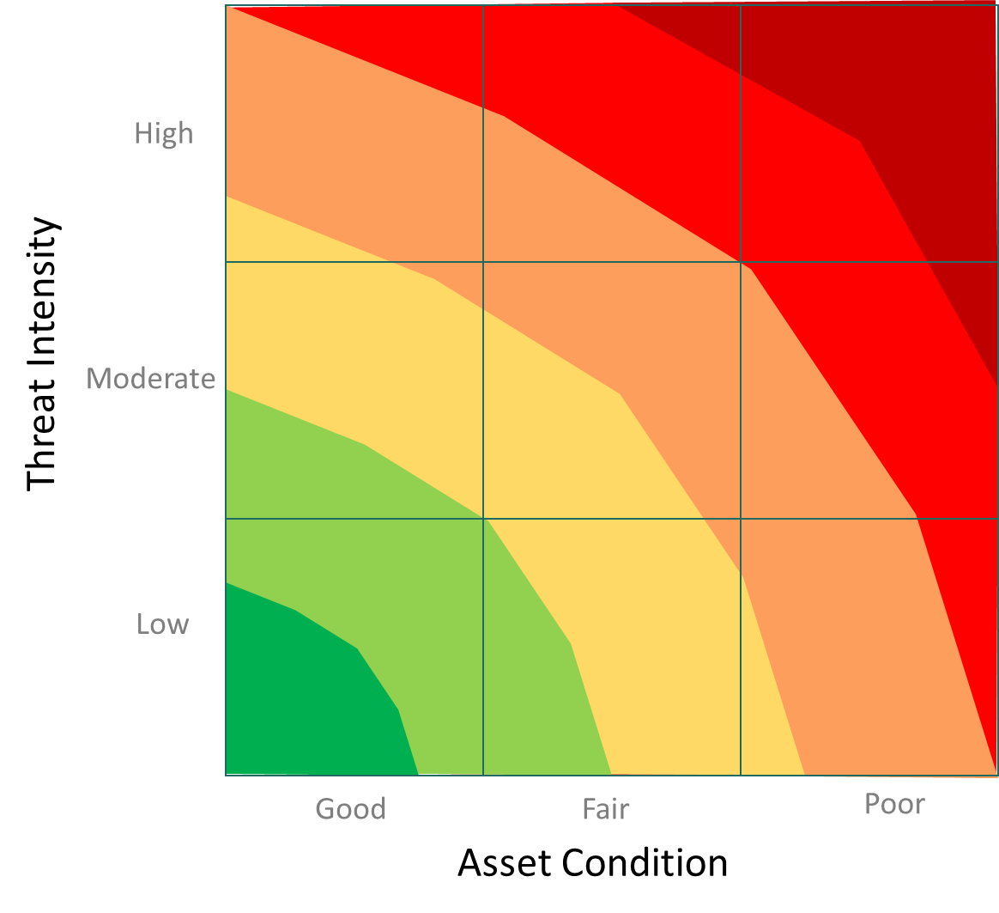 Threat Intensity
High
Moderate
Low
Good
Fair
Poor
Asset Condition